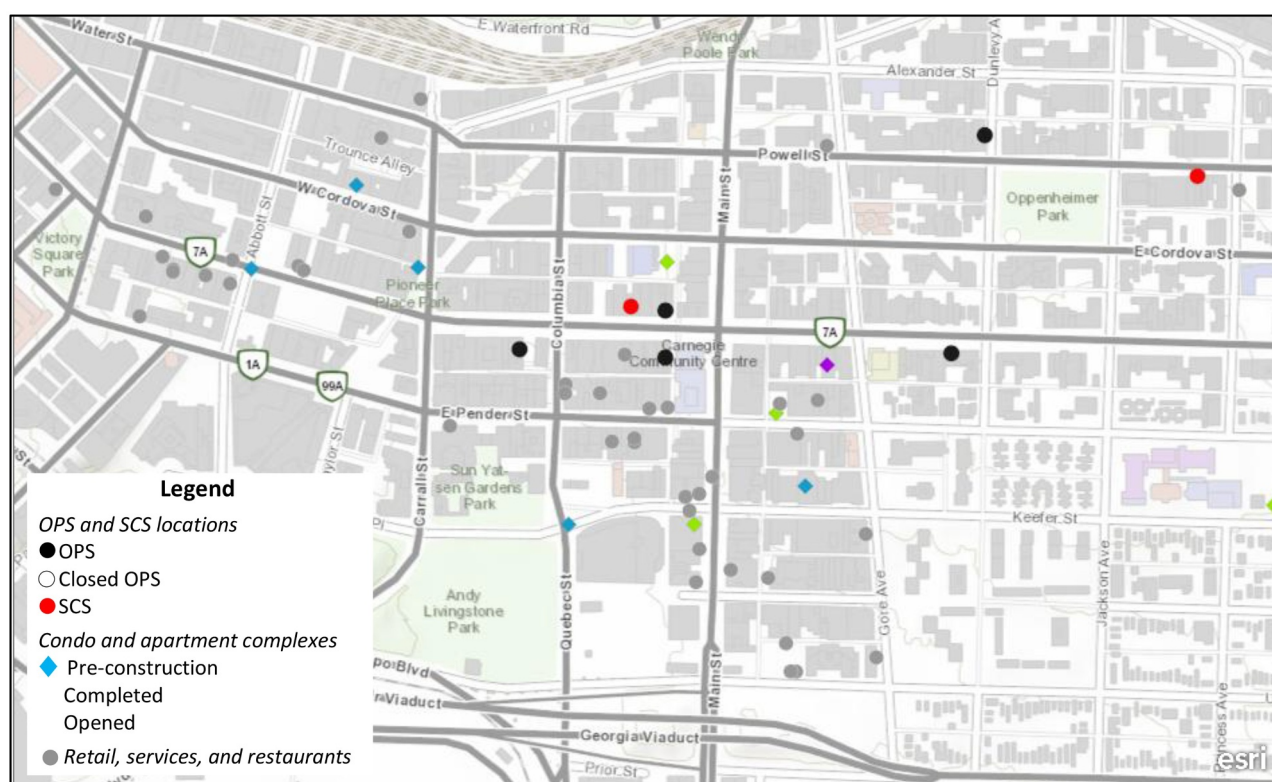 E Waterfront Rd
Water St
Wendy
Poole Park
Alexander St
Dunlevy A
Trounce Alley
Powell St
W Cordova St
Main St
Oppenheimer
Park
Abbott St
Victory
Square
Park
7A
E Cordova St
Pioneer
Place Park
Columbia St
7A
Carnegie
Community Centre
1A
99A
E Pender St
Sun Yat-
sen Gardens
Park
Carrall St
Keefer St
Andy
Livingstone
Park
Quebec St
Gore Ave
Jackson Ave
Main St
Georgia Viaduct
Prior St
Viaduct
esri
Legend
OPS and SCS locations
OPS
Closed OPS
SCS
Condo and apartment complexes
Pre-construction
Completed
Opened
Retail, services, and restaurants